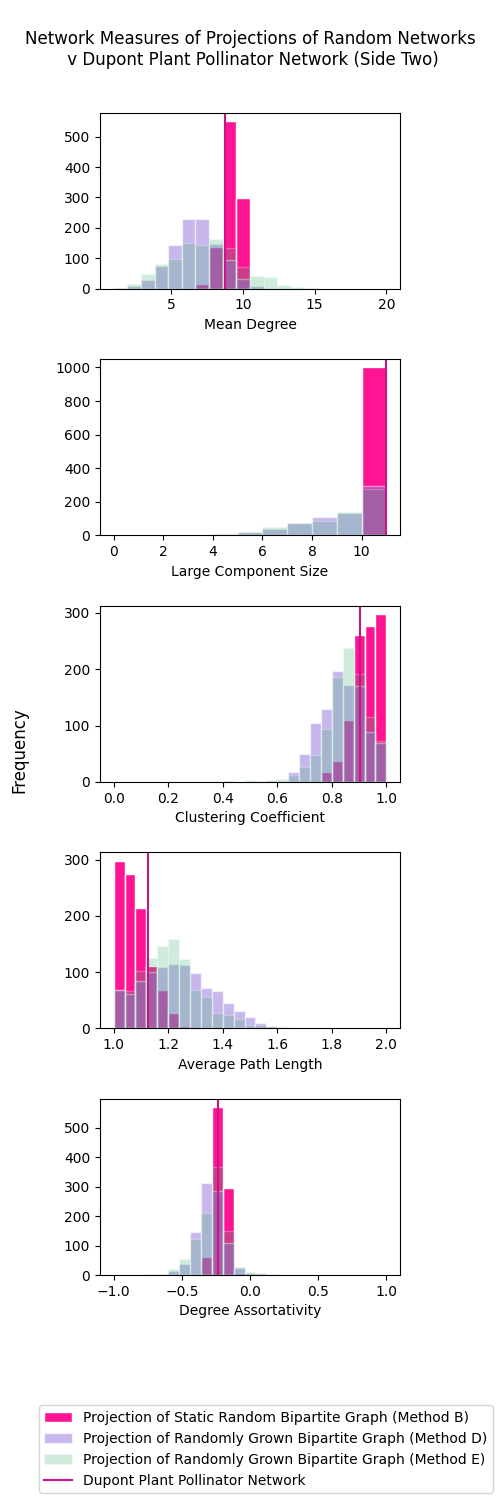 Network Measures of Projections of Random Networks
v Dupont Plant Pollinator Network (Side Two)
500
400
300
200
100
0
5 10 15 20
Mean Degree
1000
800
600
400
200
0
0 2 4 6 8 10
Large Component Size
300
200
100
0
0.0 0.2 0.4 0.6 0.8 1.0
Clustering Coefficient
Frequency
300
200
100
0
1.0 1.2 1.4 1.6 1.8 2.0
Average Path Length
500
400
300
200
100
0
−1.0 −0.5 0.0 0.5 1.0
Degree Assortativity
Projection of Static Random Bipartite Graph (Method B)
Projection of Randomly Grown Bipartite Graph (Method D)
Projection of Randomly Grown Bipartite Graph (Method E)
Dupont Plant Pollinator Network